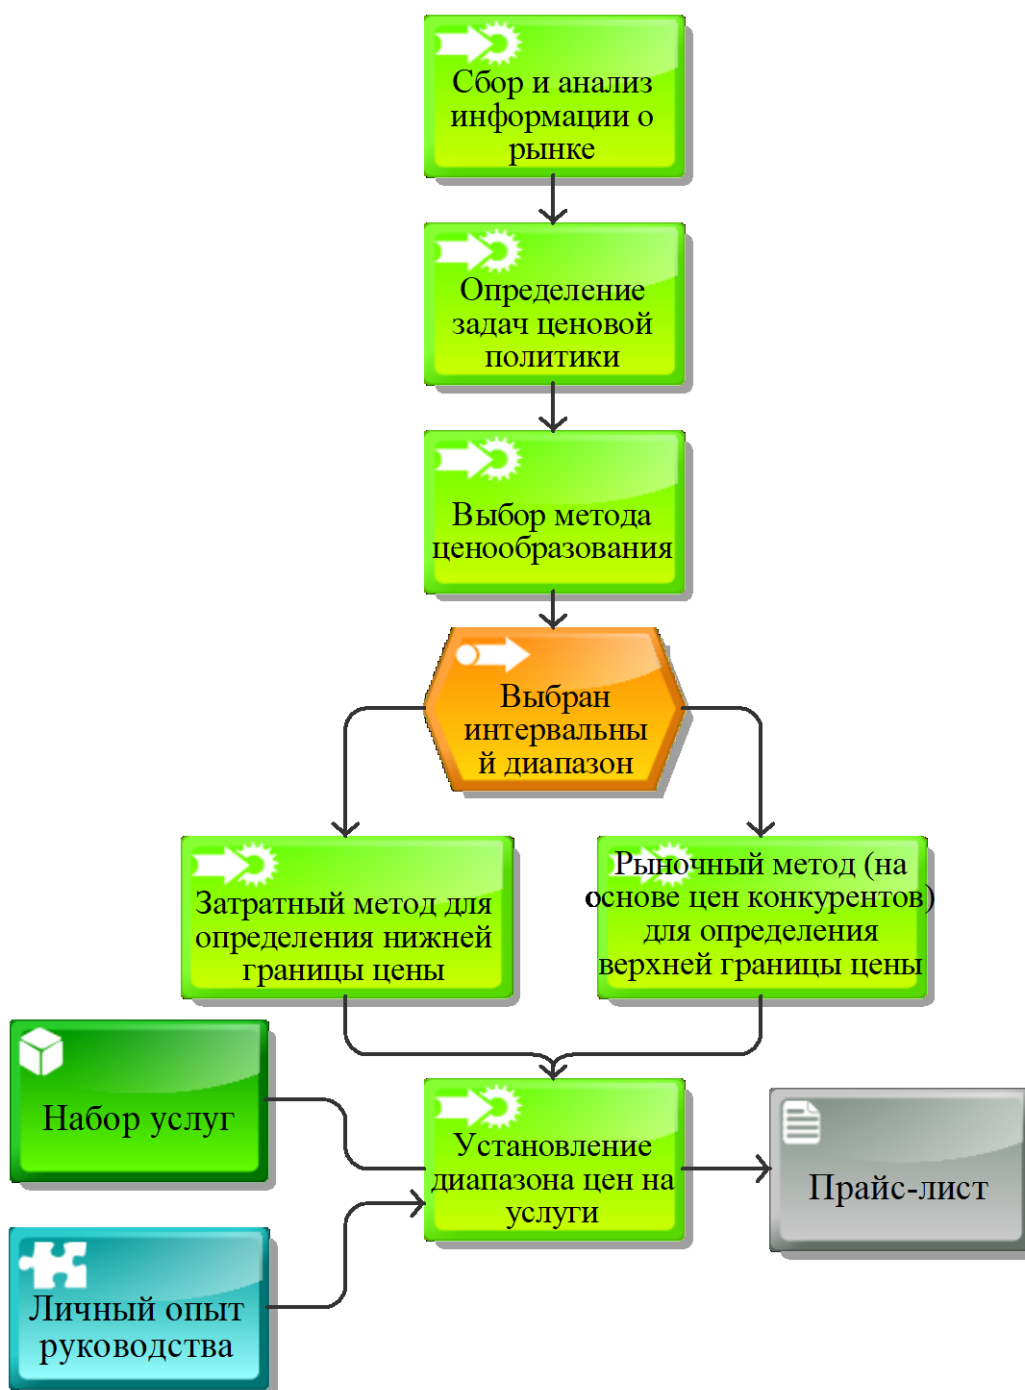 Сбор и анализ
информации о
рынке
Определение
задач ценовой
политики
Выбор метода
ценообразования
Выбран
интервальны
й диапазон
Затратный метод для
определения нижней
границы цены
Рыночный метод (на
основе цен конкурентов)
для определения
верхней границы цены
Набор услуг
Установление
диапазона цен на
услуги
Прайс-лист
Личный опыт
руководства